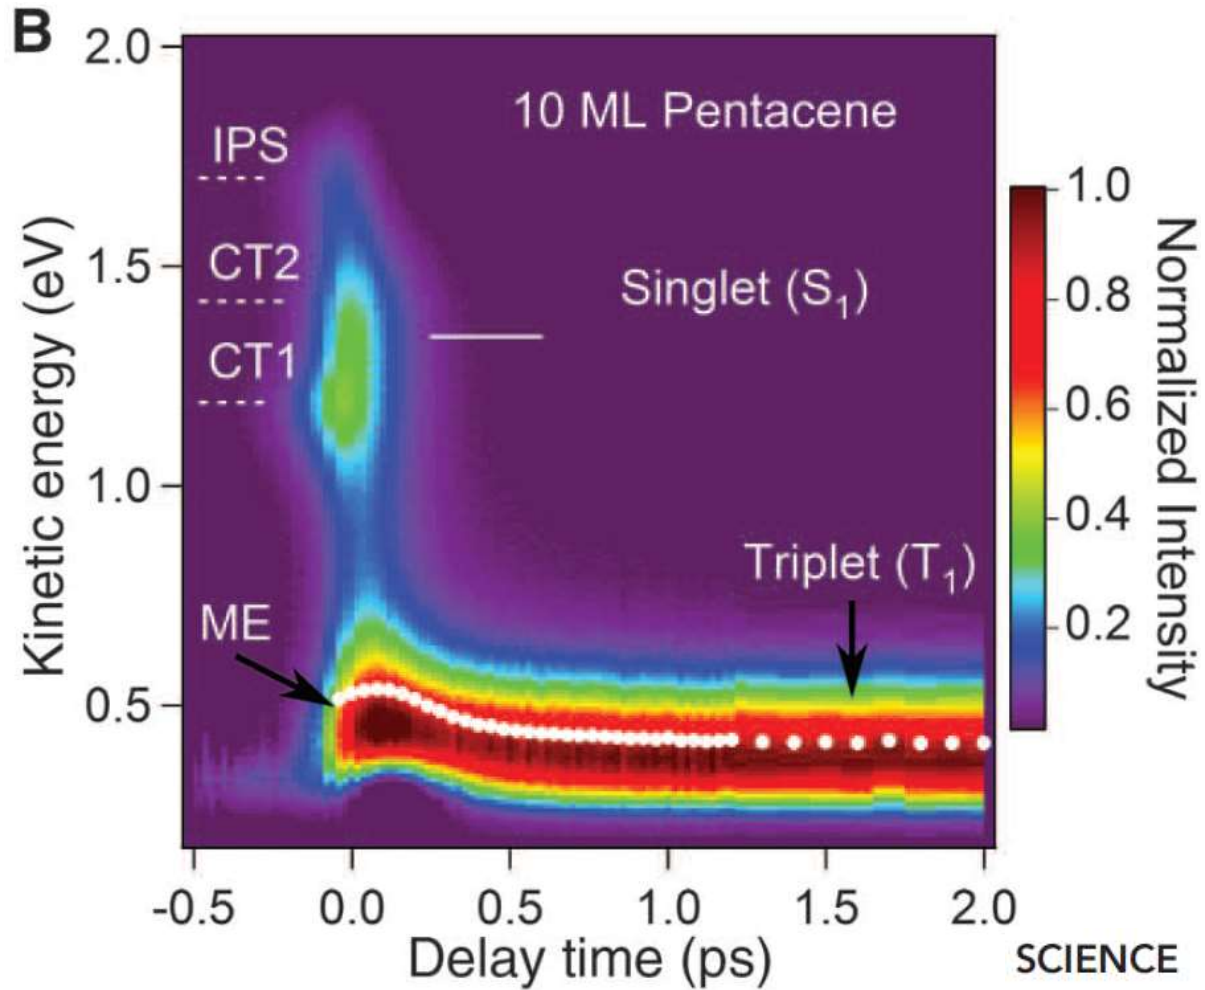 B
2.0
1.5
1.0
0.5
Kinetic energy (eV)
10 ML Pentacene
IPS
CT2
CT1
Singlet (S₁)
Triplet (T₁)
ME
-0.5 0.0 0.5 1.0 1.5 2.0
Delay time (ps)
1.0
0.8
0.6
0.4
0.2
Normalized Intensity
SCIENCE